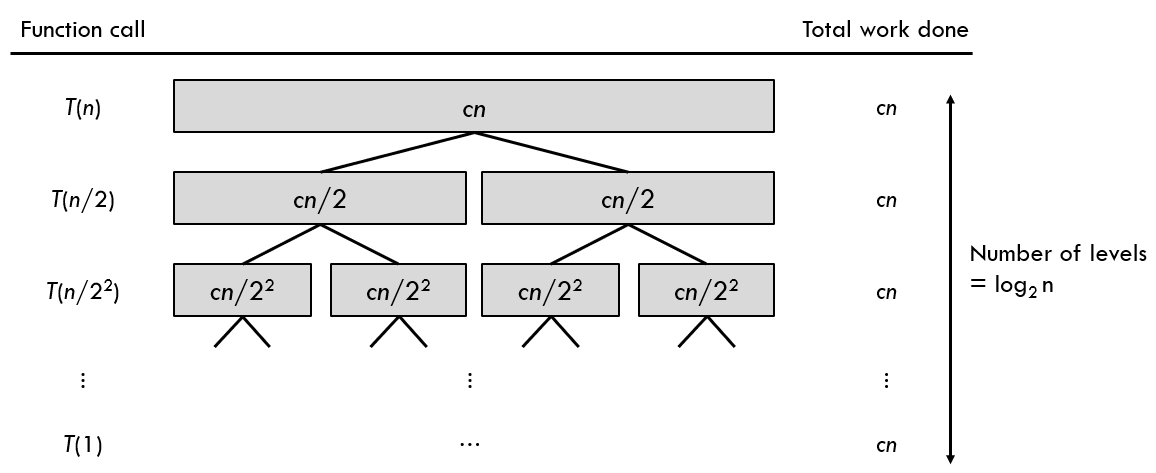 Function call Total work done
T(n) cn cn
T(n/2) cn/2 cn/2 cn
T(n/2²) cn/2² cn/2² cn/2² cn/2² cn
Number of levels
= log₂ n
⋮ ⋮ ⋮
T(1) ... cn